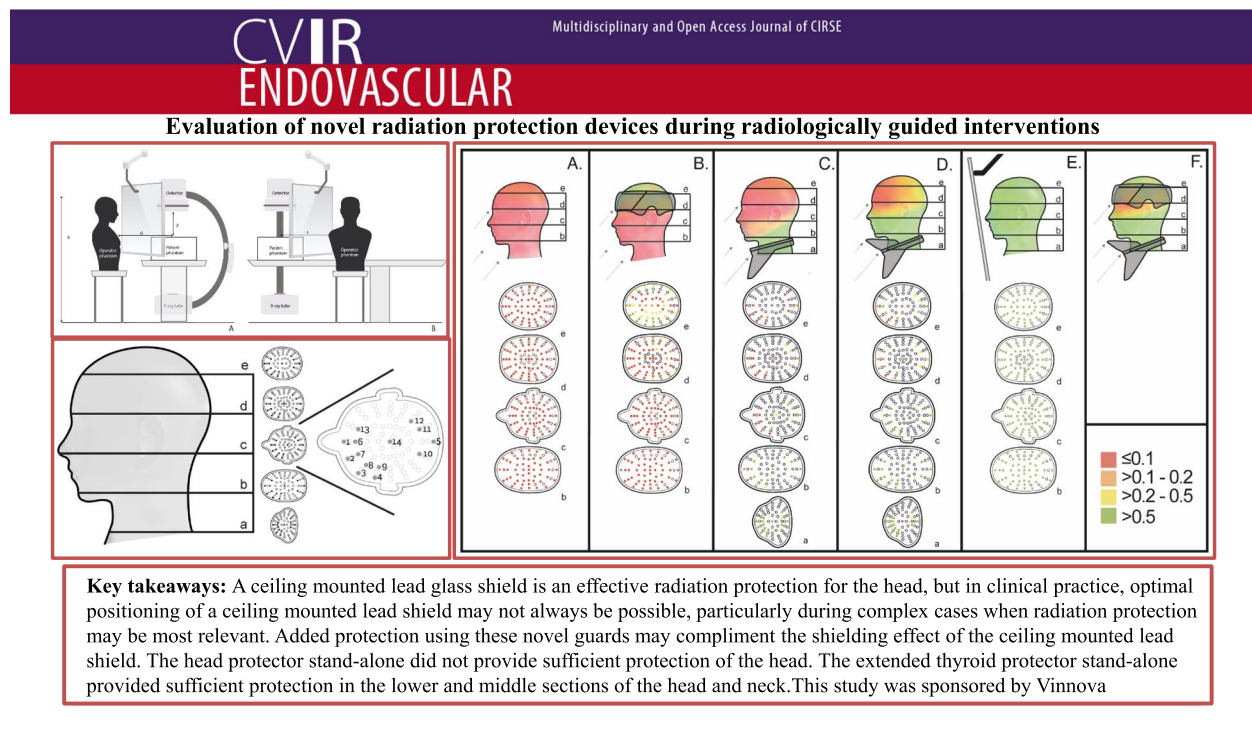 Multidisciplinary and Open Access Journal of CIRSE
CVIR
ENDOVASCULAR
Evaluation of novel radiation protection devices during radiologically guided interventions
Detector
Operator phantom
Patient phantom
X-ray tube
A
Detector
Patient phantom
Operator phantom
X-ray tube
B
e
d
c
b
a
13
12
11
1
6
14
5
2
7
10
8
9
3
4
A.
e
d
c
b
e
d
c
b
B.
e
d
c
b
e
d
c
b
C.
e
d
c
b
a
e
d
c
b
a
D.
e
d
c
b
a
e
d
c
b
a
E.
e
d
c
b
a
e
d
c
b
F.
e
d
c
b
a
≤0.1
>0.1 - 0.2
>0.2 - 0.5
>0.5
Key takeaways: A ceiling mounted lead glass shield is an effective radiation protection for the head, but in clinical practice, optimal
positioning of a ceiling mounted lead shield may not always be possible, particularly during complex cases when radiation protection
may be most relevant. Added protection using these novel guards may compliment the shielding effect of the ceiling mounted lead
shield. The head protector stand-alone did not provide sufficient protection of the head. The extended thyroid protector stand-alone
provided sufficient protection in the lower and middle sections of the head and neck.This study was sponsored by Vinnova